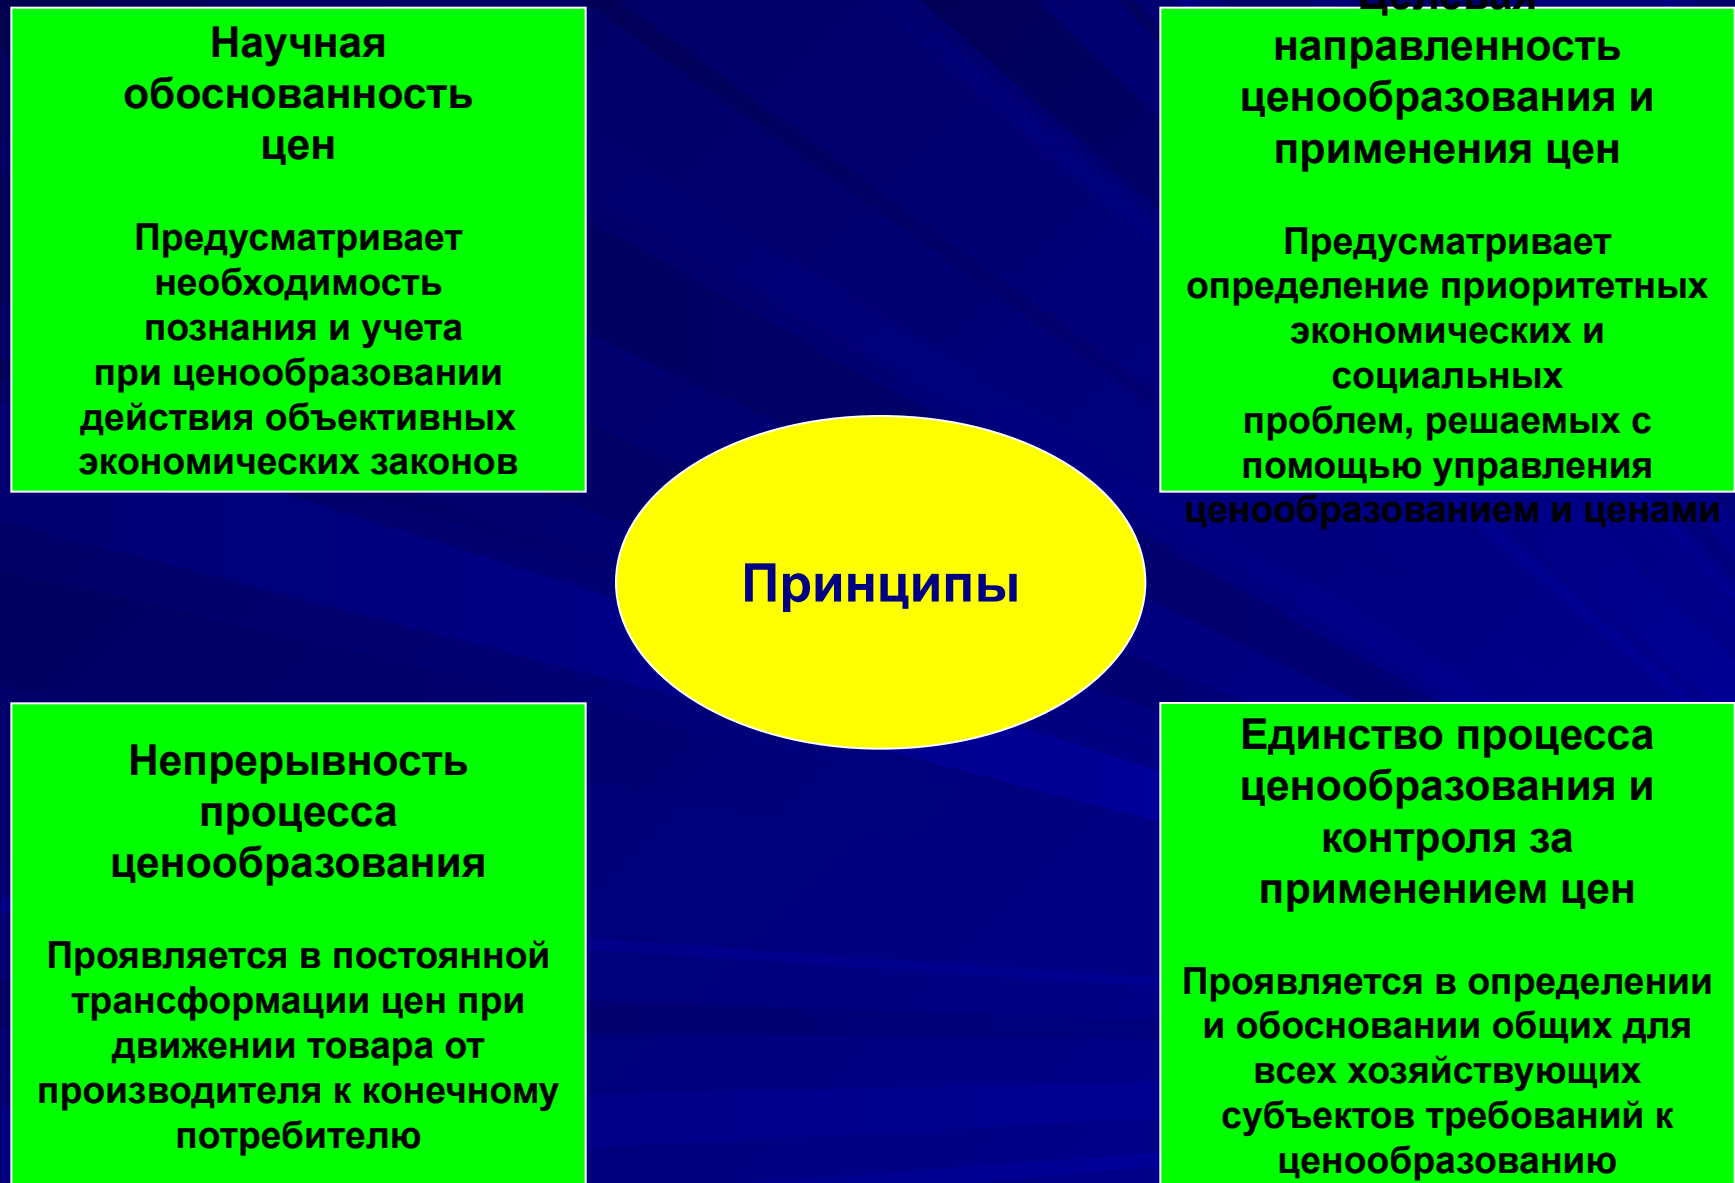 Научная
обоснованность
цен
Предусматривает
необходимость
познания и учета
при ценообразовании
действия объективных
экономических законов
Целевая
направленность
ценообразования и
применения цен
Предусматривает
определение приоритетных
экономических и
социальных
проблем, решаемых с
помощью управления
ценообразованием и ценами
Принципы
Непрерывность
процесса
ценообразования
Проявляется в постоянной
трансформации цен при
движении товара от
производителя к конечному
потребителю
Единство процесса
ценообразования и
контроля за
применением цен
Проявляется в определении
и обосновании общих для
всех хозяйствующих
субъектов требований к
ценообразованию